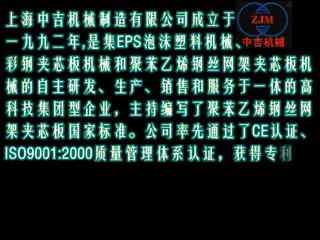 上海中吉机械制造有限公司成立于
ZJM
中吉机械
一九九二年,是集EPS泡沫塑料机械、
彩钢夹芯板机械和聚苯乙烯钢丝网架夹芯板机
械的自主研发、生产、销售和服务于一体的高
科技集团型企业，主持编写了聚苯乙烯钢丝网
架夹芯板国家标准。公司率先通过了CE认证、
ISO9001:2000质量管理体系认证，获得专利